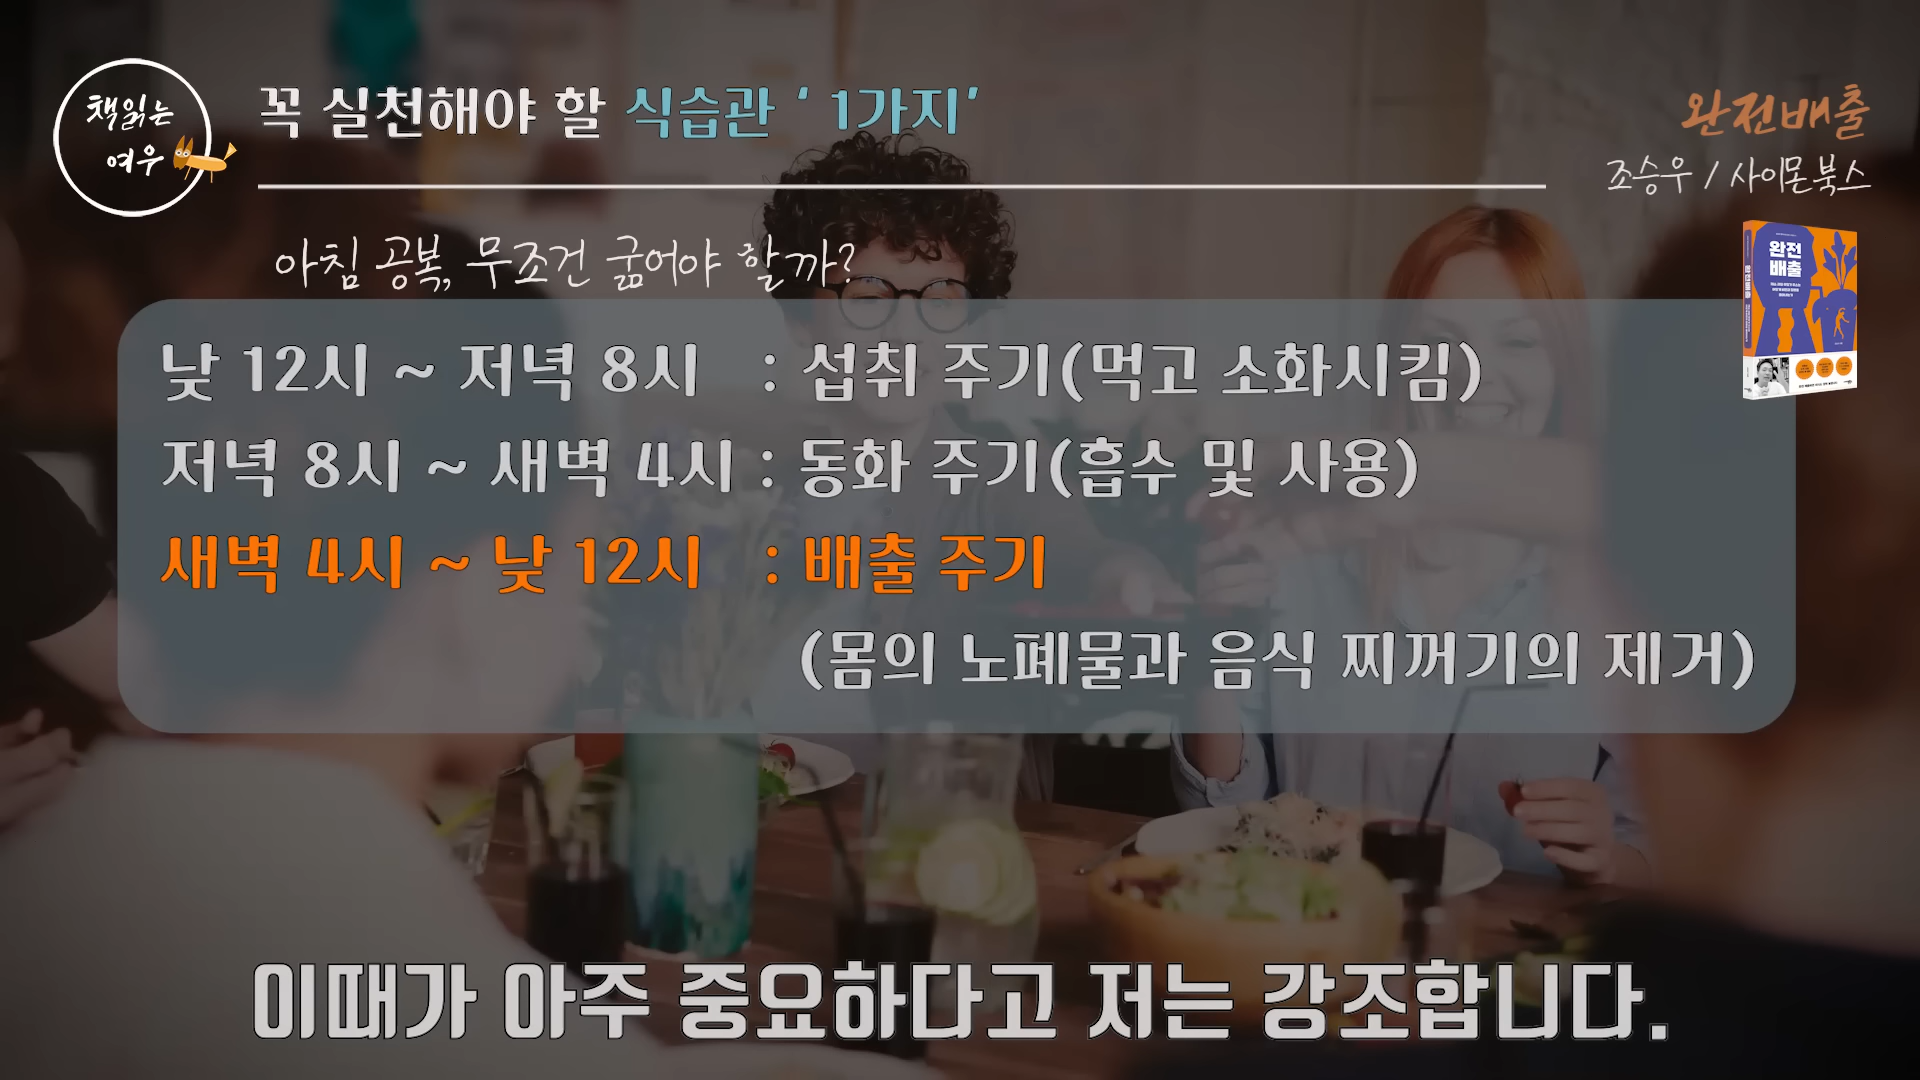 책읽는
여우
꼭 실천해야 할 식습관 ‘ 1가지’
완전배출
조승우 / 사이몬북스
아침 공복, 무조건 굶어야 할까?
완전
배출
낮 12시 ~ 저녁 8시 : 섭취 주기(먹고 소화시킴)
저녁 8시 ~ 새벽 4시 : 동화 주기(흡수 및 사용)
새벽 4시 ~ 낮 12시 : 배출 주기
(몸의 노폐물과 음식 찌꺼기의 제거)
이때가 아주 중요하다고 저는 강조합니다.